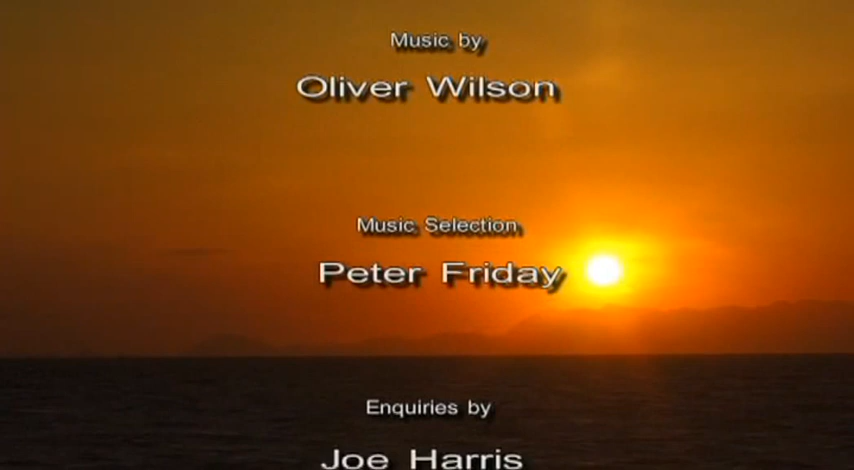 Music by
Oliver Wilson
Music Selection
Peter Friday
Enquiries by
Joe Harris